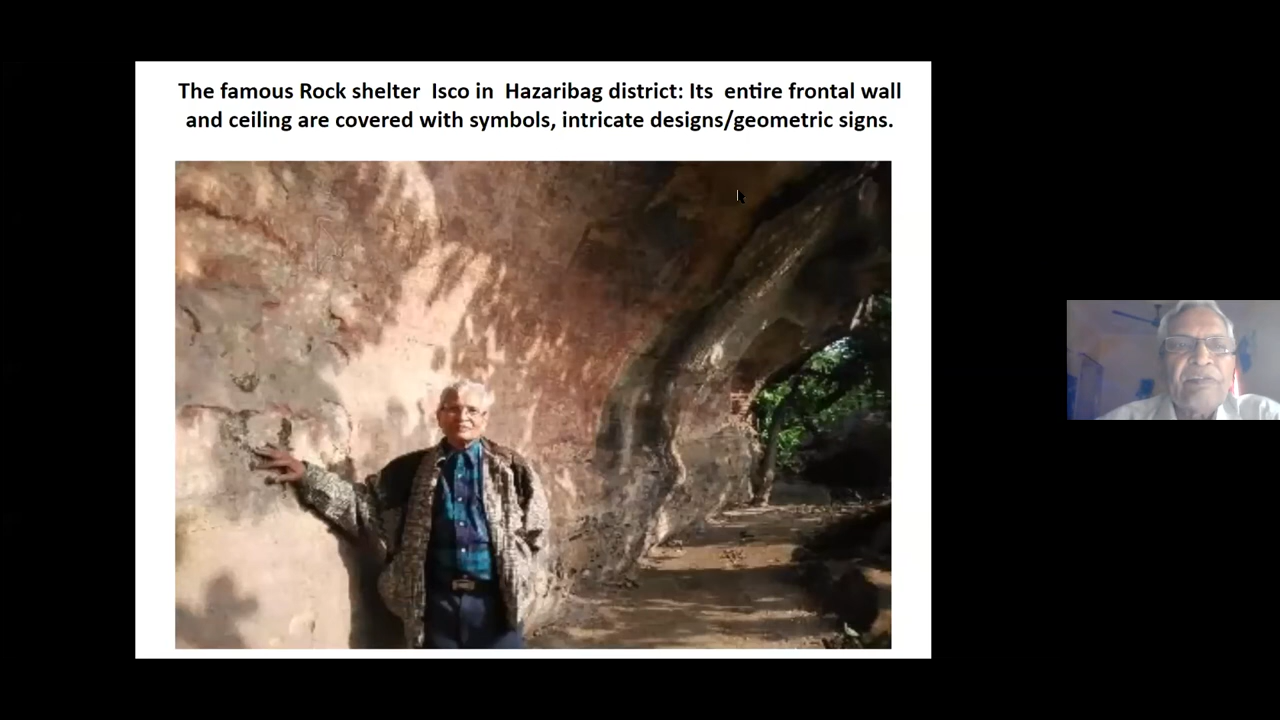 The famous Rock shelter Isco in Hazaribag district: Its entire frontal wall
and ceiling are covered with symbols, intricate designs/geometric signs.